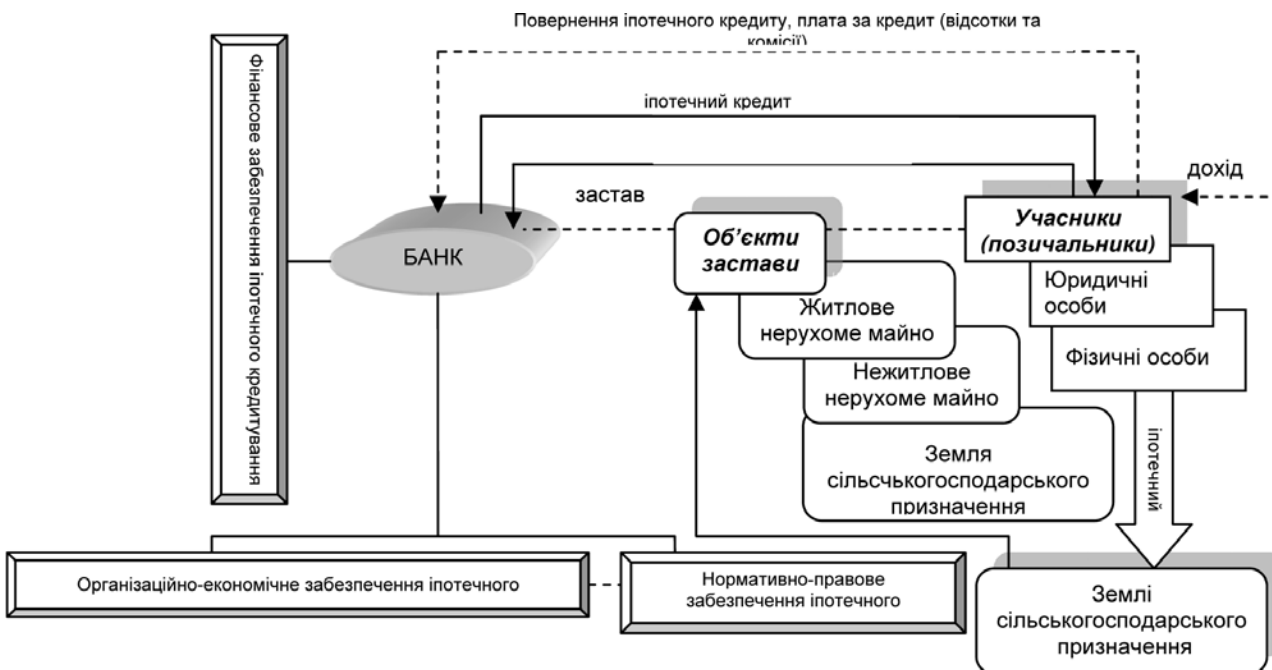 Повернення іпотечного кредиту, плата за кредит (відсотки та
комісії)
Фінансове забезпечення іпотечного кредитування
іпотечний кредит
застав
дохід
БАНК
Об’єкти
застави
Учасники
(позичальники)
Юридичні
особи
Житлове
нерухоме майно
Фізичні особи
Нежитлове
нерухоме майно
Земля
сільсчькогосподарського
призначення
іпотечний
Організаційно-економічне забезпечення іпотечного
Нормативно-правове
забезпечення іпотечного
Землі
сільськогосподарського
призначення